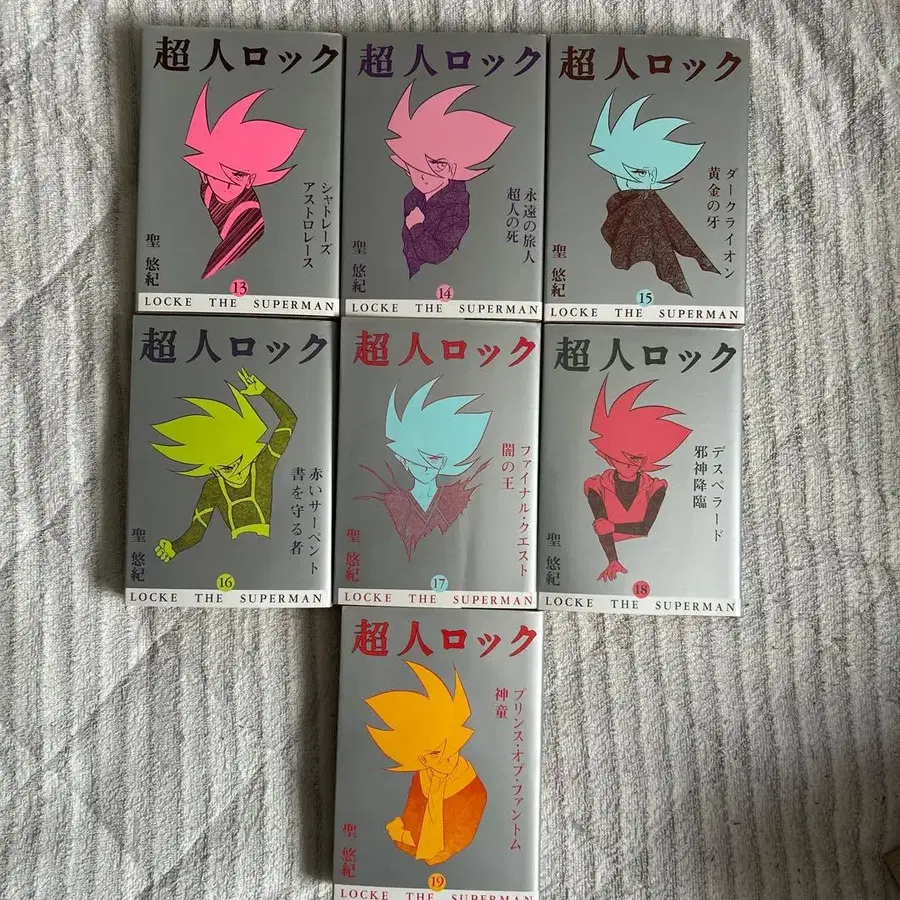 超人ロック
シャトレーズ
アストロレース
聖 悠紀
13
LOCKE THE SUPERMAN
超人ロック
永遠の旅人
超人の死
聖 悠紀
14
LOCKE THE SUPERMAN
超人ロック
ダークライオン
黄金の牙
聖 悠紀
15
LOCKE THE SUPERMAN
超人ロック
赤いサーペント
書を守る者
聖 悠紀
16
LOCKE THE SUPERMAN
超人ロック
ファイナル・クエスト
闇の王
聖 悠紀
17
LOCKE THE SUPERMAN
超人ロック
デスペラード
邪神降臨
聖 悠紀
18
LOCKE THE SUPERMAN
超人ロック
プリンス・オブ・ファントム
神童
聖 悠紀
19
LOCKE THE SUPERMAN